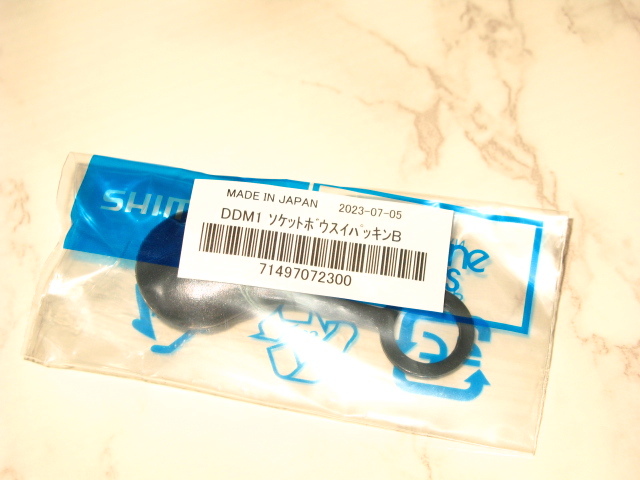 SHIM
MADE IN JAPAN 2023-07-05
DDM1 ｿｹｯﾄﾎﾞｳｽｲﾊﾟｯｷﾝB
71497072300